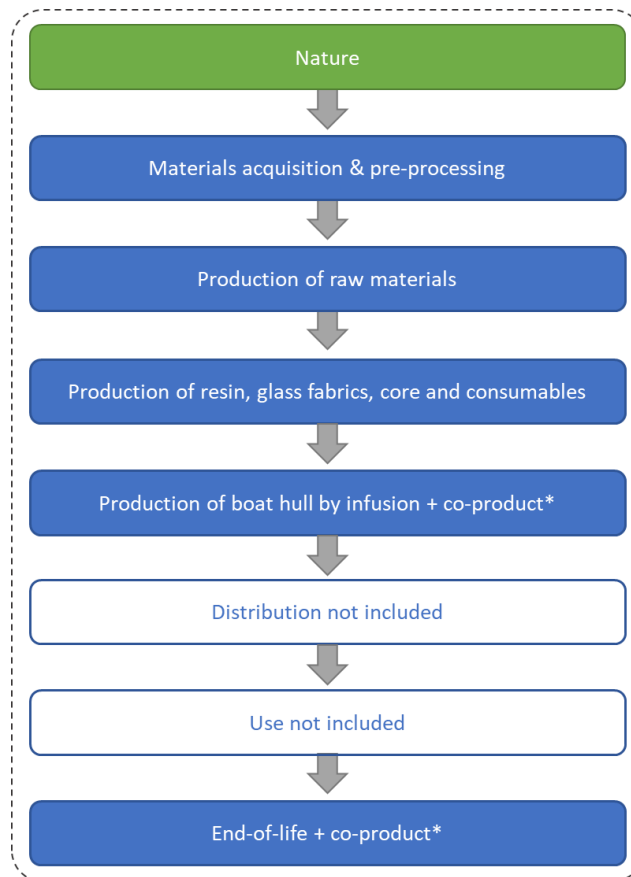 Nature
Materials acquisition & pre-processing
Production of raw materials
Production of resin, glass fabrics, core and consumables
Production of boat hull by infusion + co-product*
Distribution not included
Use not included
End-of-life + co-product*